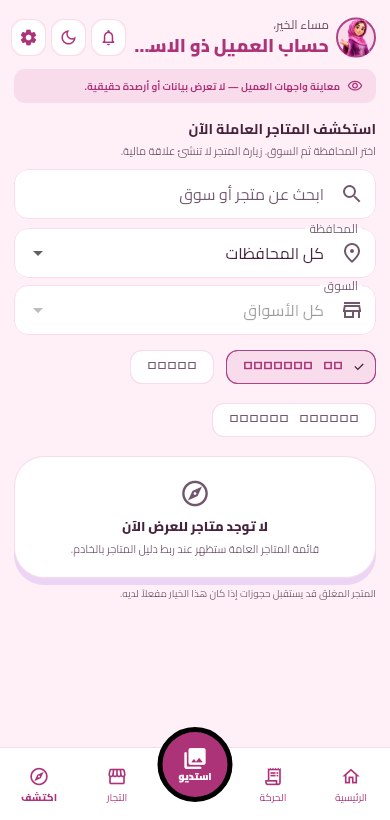 مساء الخير،
حساب العميل ذو الاسـ...
معاينة واجهات العميل — لا تعرض بيانات أو أرصدة حقيقية.
استكشف المتاجر العاملة الآن
اختر المحافظة ثم السوق. زيارة المتجر لا تنشئ علاقة مالية.
ابحث عن متجر أو سوق
المحافظة
كل المحافظات
السوق
كل الأسواق
لا توجد متاجر للعرض الآن
قائمة المتاجر العامة ستظهر عند ربط دليل المتاجر بالخادم.
المتجر المغلق قد يستقبل حجوزات إذا كان هذا الخيار مفعلاً لديه.
الرئيسية
الحركة
استديو
التجار
اكتشف